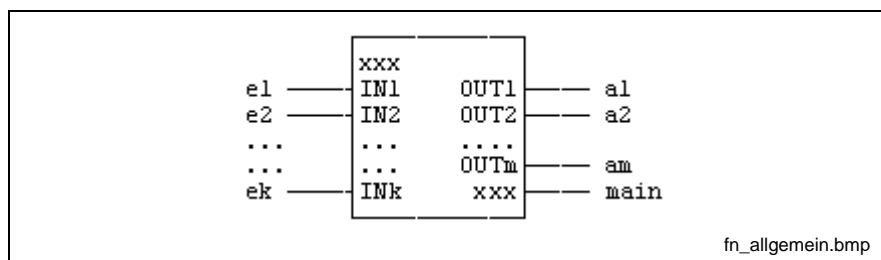 xxx
e1 IN1 OUT1 a1
e2 IN2 OUT2 a2
... ... ....
... ... OUTm am
ek INk xxx main
fn_allgemein.bmp